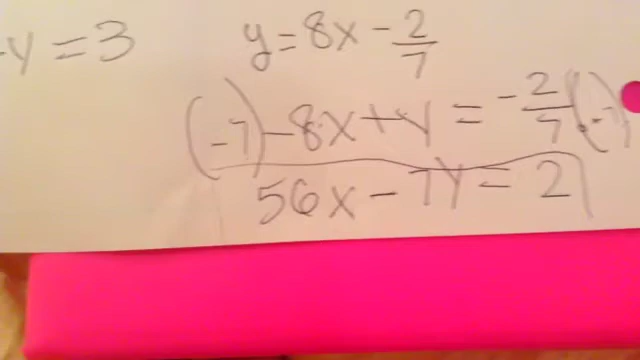 -y = 3
y = 8x - 2/7
(-7) -8x + y = -2/7 (-7)
56x - 7y = 2